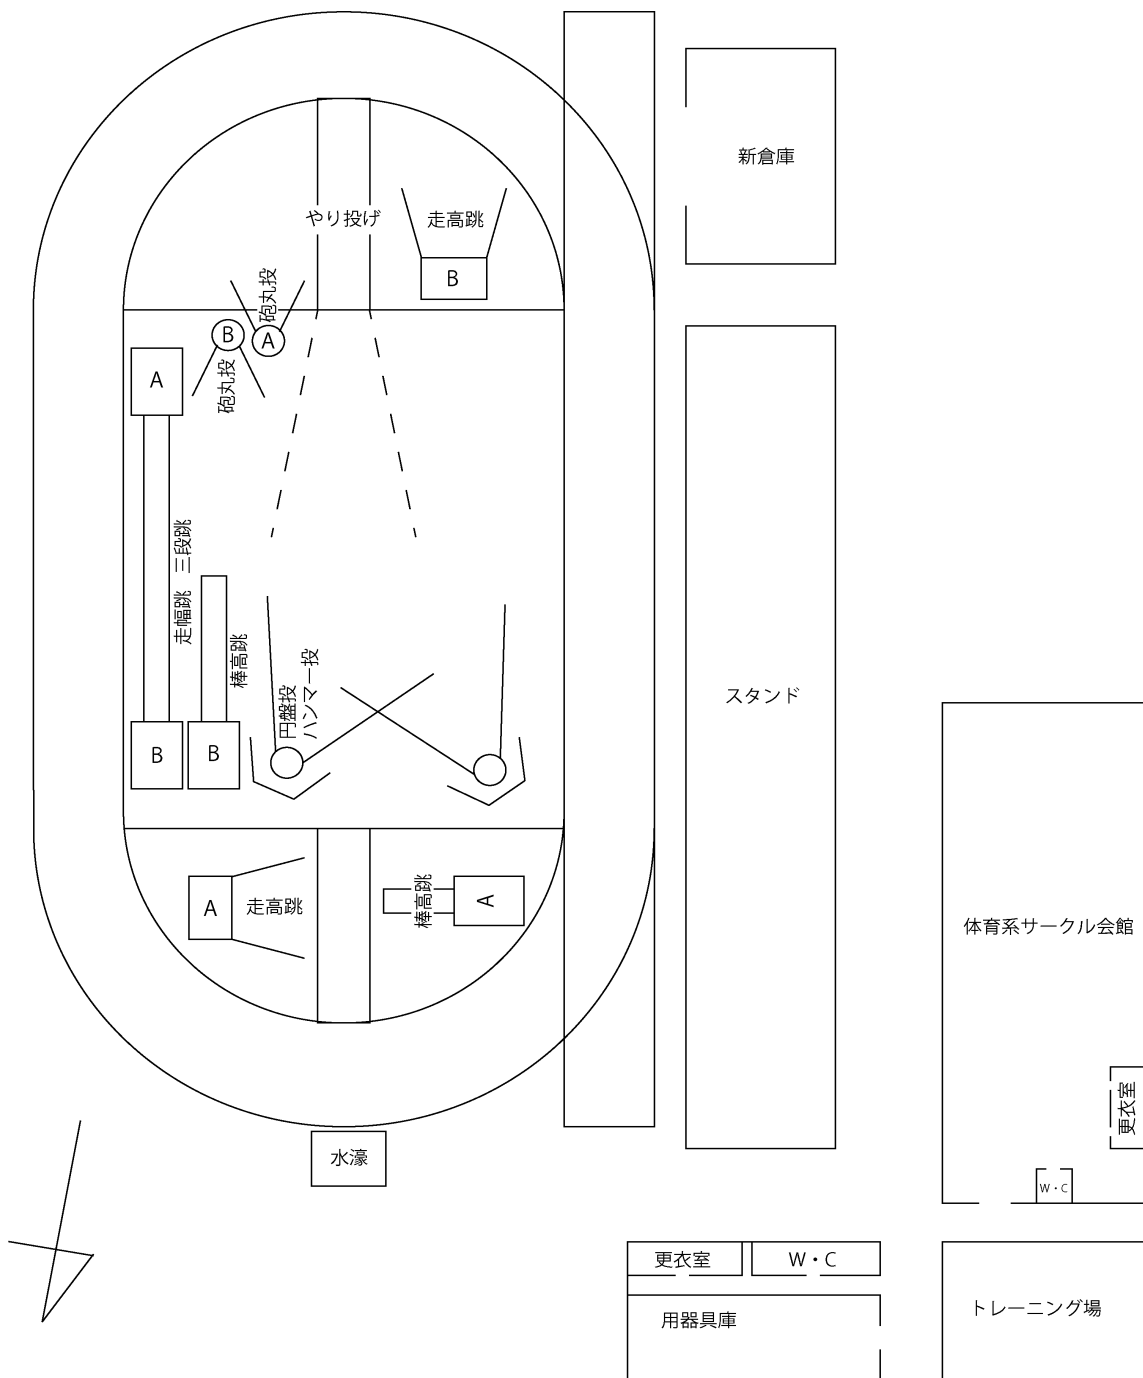 新倉庫
やり投げ
走高跳
B
砲丸投
B
A
砲丸投
A
三段跳
走幅跳
棒高跳
円盤投
ハンマー投
スタンド
B
B
A
走高跳
棒高跳
A
体育系サークル会館
更衣室
水濠
W・C
更衣室
W・C
用器具庫
トレーニング場